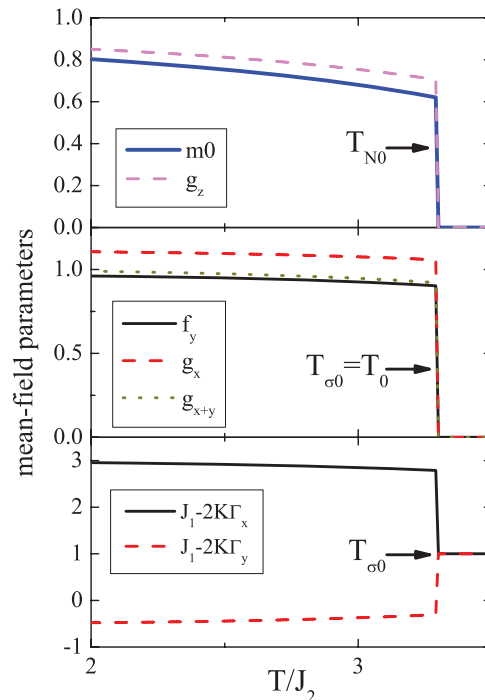 1.0
0.8
0.6
0.4
0.2
0.0
m0
g_z
T_N0
1.0
0.5
0.0
f_y
g_x
g_x+y
T_σ0=T_0
3
2
1
0
-1
J_1-2KΓ_x
J_1-2KΓ_y
T_σ0
2
3
T/J_2
mean-field parameters